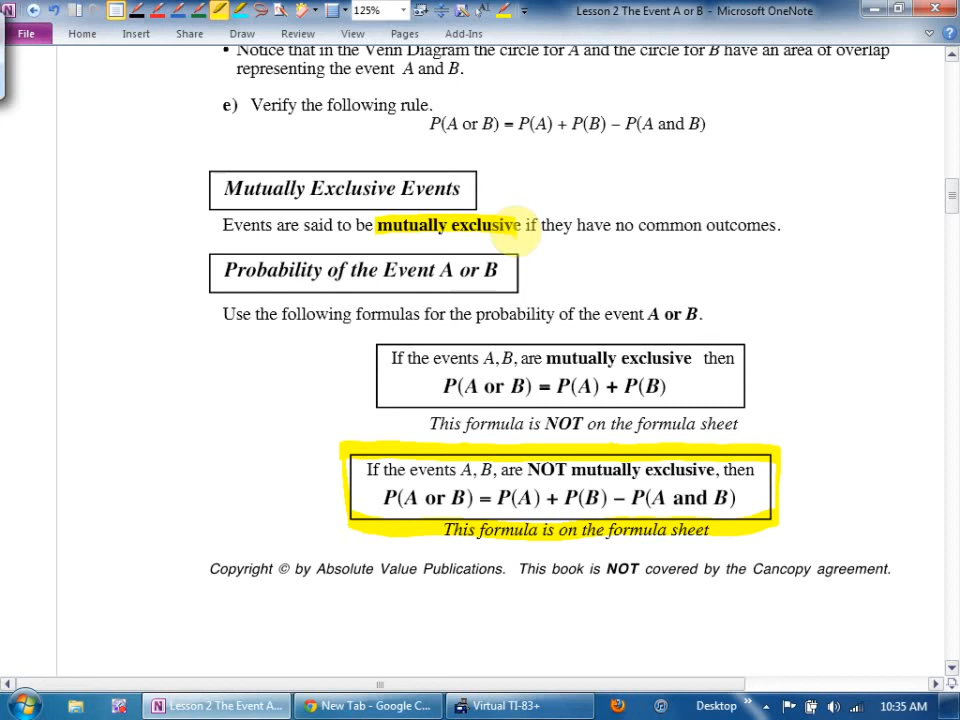 125%
Lesson 2 The Event A or B - Microsoft OneNote
File Home Insert Share Draw Review View Pages Add-Ins
• Notice that in the Venn Diagram the circle for A and the circle for B have an area of overlap
representing the event A and B.
e) Verify the following rule.
P(A or B) = P(A) + P(B) – P(A and B)
Mutually Exclusive Events
Events are said to be mutually exclusive if they have no common outcomes.
Probability of the Event A or B
Use the following formulas for the probability of the event A or B.
If the events A, B, are mutually exclusive then
P(A or B) = P(A) + P(B)
This formula is NOT on the formula sheet
If the events A, B, are NOT mutually exclusive, then
P(A or B) = P(A) + P(B) – P(A and B)
This formula is on the formula sheet
Copyright © by Absolute Value Publications. This book is NOT covered by the Cancopy agreement.
Lesson 2 The Event A... New Tab - Google C... Virtual TI-83+ Desktop » 10:35 AM